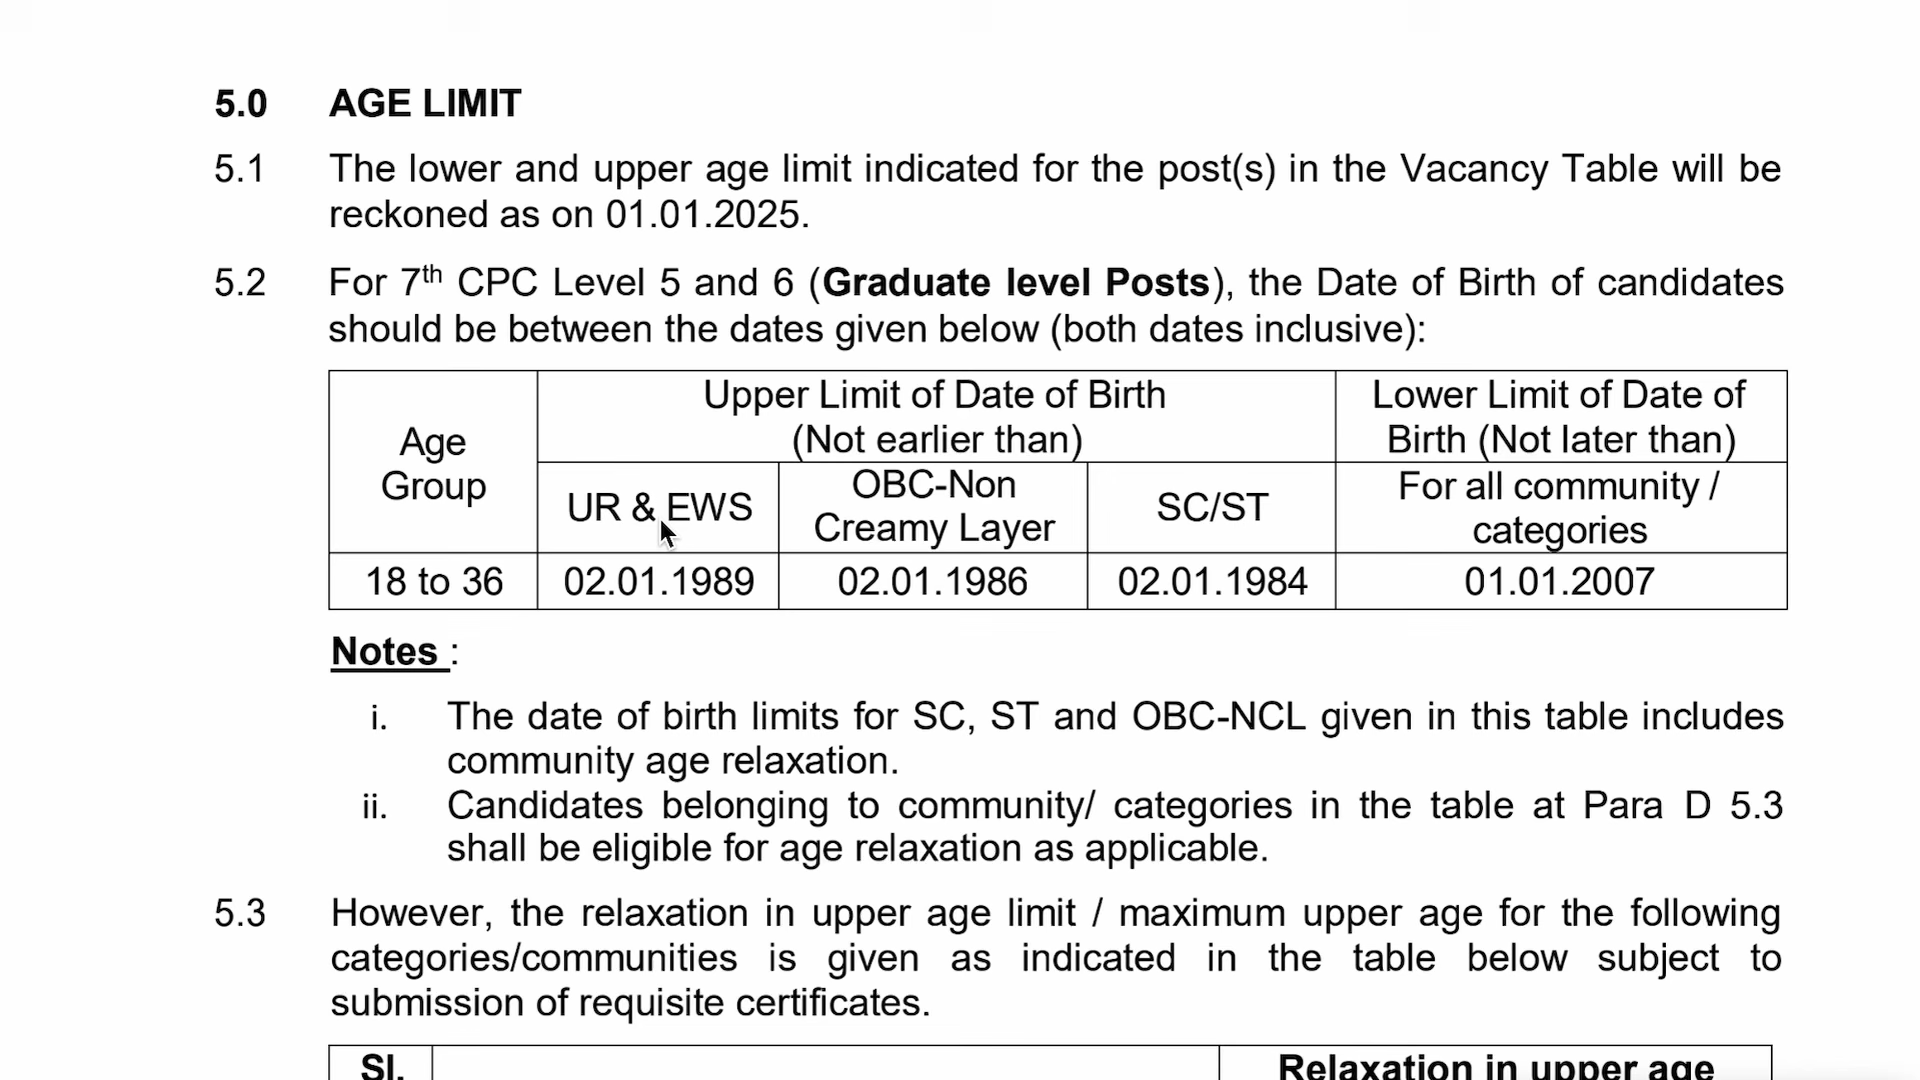 5.0 AGE LIMIT
5.1 The lower and upper age limit indicated for the post(s) in the Vacancy Table will be
reckoned as on 01.01.2025.
5.2 For 7th CPC Level 5 and 6 (Graduate level Posts), the Date of Birth of candidates
should be between the dates given below (both dates inclusive):
Age
Group
Upper Limit of Date of Birth
(Not earlier than)
Lower Limit of Date of
Birth (Not later than)
UR & EWS
OBC-Non
Creamy Layer
SC/ST
For all community /
categories
18 to 36 02.01.1989 02.01.1986 02.01.1984 01.01.2007
Notes :
i. The date of birth limits for SC, ST and OBC-NCL given in this table includes
community age relaxation.
ii. Candidates belonging to community/ categories in the table at Para D 5.3
shall be eligible for age relaxation as applicable.
5.3 However, the relaxation in upper age limit / maximum upper age for the following
categories/communities is given as indicated in the table below subject to
submission of requisite certificates.
Sl. Relaxation in upper age